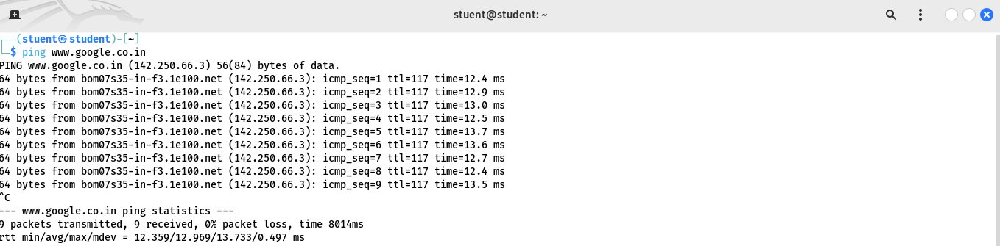 stuent@student: ~
┌──(stuent㉿student)-[~]
└─$ ping www.google.co.in
PING www.google.co.in (142.250.66.3) 56(84) bytes of data.
64 bytes from bom07s35-in-f3.1e100.net (142.250.66.3): icmp_seq=1 ttl=117 time=12.4 ms
64 bytes from bom07s35-in-f3.1e100.net (142.250.66.3): icmp_seq=2 ttl=117 time=12.9 ms
64 bytes from bom07s35-in-f3.1e100.net (142.250.66.3): icmp_seq=3 ttl=117 time=13.0 ms
64 bytes from bom07s35-in-f3.1e100.net (142.250.66.3): icmp_seq=4 ttl=117 time=12.5 ms
64 bytes from bom07s35-in-f3.1e100.net (142.250.66.3): icmp_seq=5 ttl=117 time=13.7 ms
64 bytes from bom07s35-in-f3.1e100.net (142.250.66.3): icmp_seq=6 ttl=117 time=13.6 ms
64 bytes from bom07s35-in-f3.1e100.net (142.250.66.3): icmp_seq=7 ttl=117 time=12.7 ms
64 bytes from bom07s35-in-f3.1e100.net (142.250.66.3): icmp_seq=8 ttl=117 time=12.4 ms
64 bytes from bom07s35-in-f3.1e100.net (142.250.66.3): icmp_seq=9 ttl=117 time=13.5 ms
^C
--- www.google.co.in ping statistics ---
9 packets transmitted, 9 received, 0% packet loss, time 8014ms
rtt min/avg/max/mdev = 12.359/12.969/13.733/0.497 ms